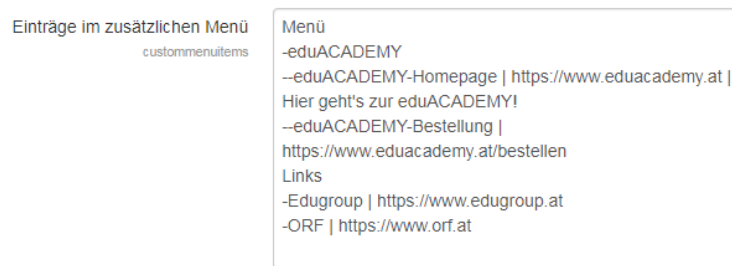 Einträge im zusätzlichen Menü
custommenuitems
Menü
-eduACADEMY
--eduACADEMY-Homepage | https://www.eduacademy.at |
Hier geht's zur eduACADEMY!
--eduACADEMY-Bestellung |
https://www.eduacademy.at/bestellen
Links
-Edugroup | https://www.edugroup.at
-ORF | https://www.orf.at